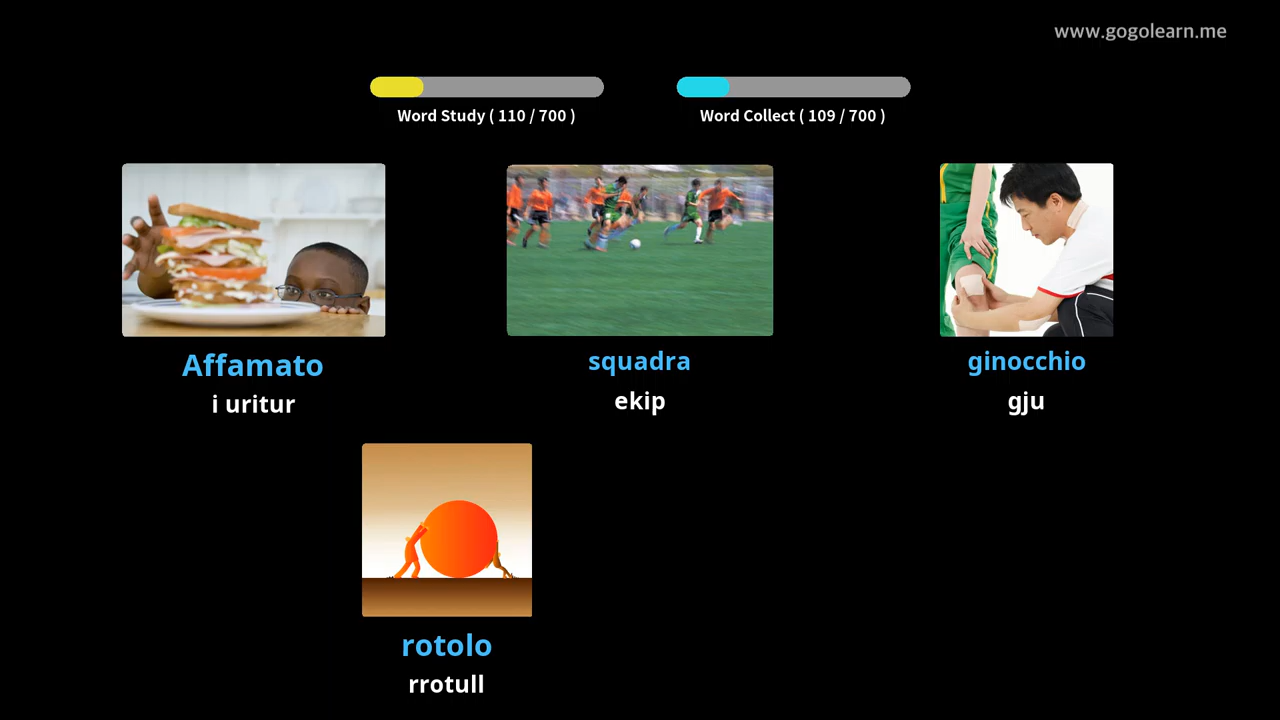 www.gogolearn.me
Word Study ( 110 / 700 )
Word Collect ( 109 / 700 )
Affamato
i uritur
squadra
ekip
ginocchio
gju
rotolo
rrotull